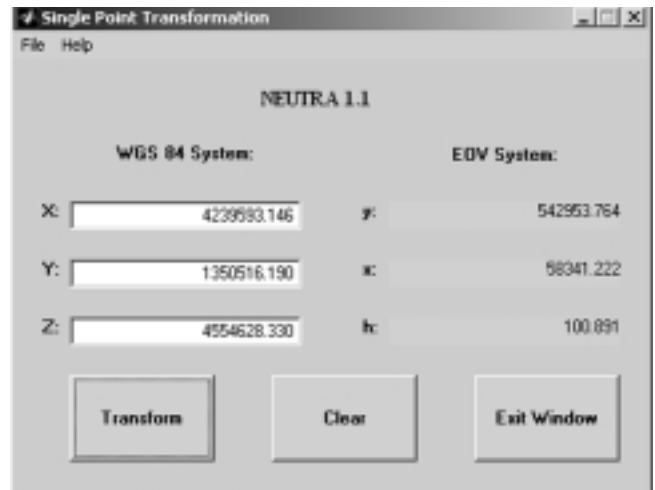 Single Point Transformation
File Help
NEUTRA 1.1
WGS 84 System: EOV System:
X: 4239593.146 y: 542953.764
Y: 1350516.190 x: 58341.222
Z: 4554628.330 h: 100.891
Transform Clear Exit Window